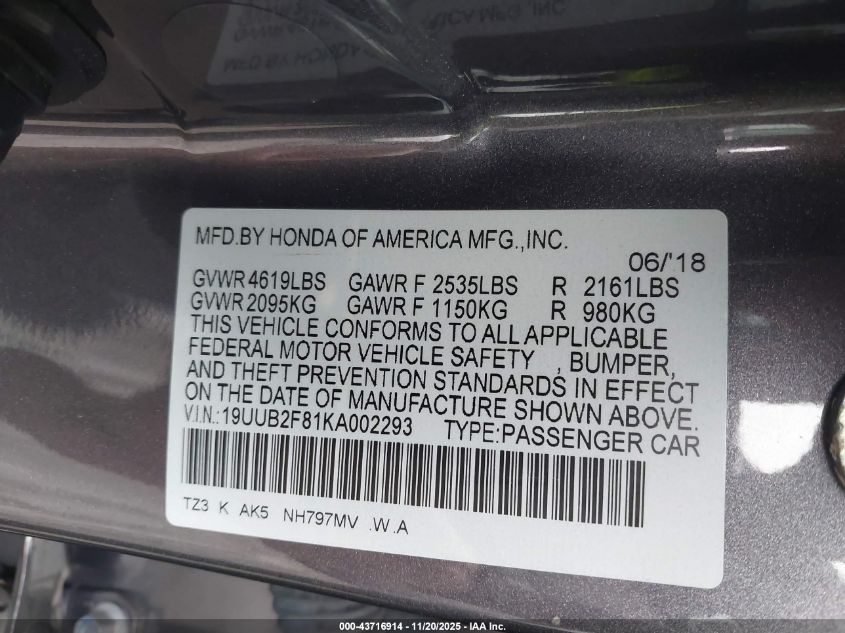 MFD.BY HONDA OF AMERICA MFG.,INC.
06/'18
GVWR 4619LBS GAWR F 2535LBS R 2161LBS
GVWR 2095KG GAWR F 1150KG R 980KG
THIS VEHICLE CONFORMS TO ALL APPLICABLE
FEDERAL MOTOR VEHICLE SAFETY , BUMPER,
AND THEFT PREVENTION STANDARDS IN EFFECT
ON THE DATE OF MANUFACTURE SHOWN ABOVE.
V.I.N.:19UUB2F81KA002293 TYPE:PASSENGER CAR
TZ3 K AK5 NH797MV .W .A
000-43716914 - 11/20/2025 - IAA Inc.